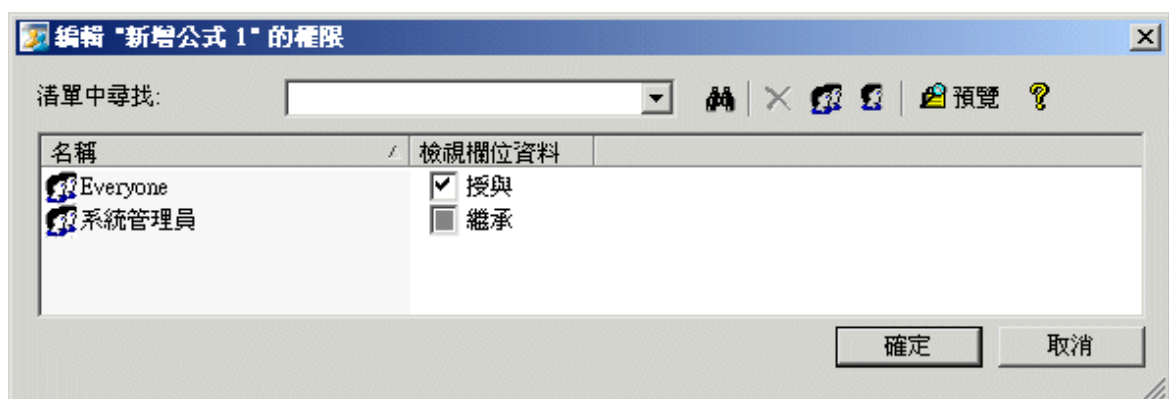 編輯 "新增公式 1" 的權限
清單中尋找:
預覽
名稱 檢視欄位資料
Everyone 授與
系統管理員 繼承
確定 取消